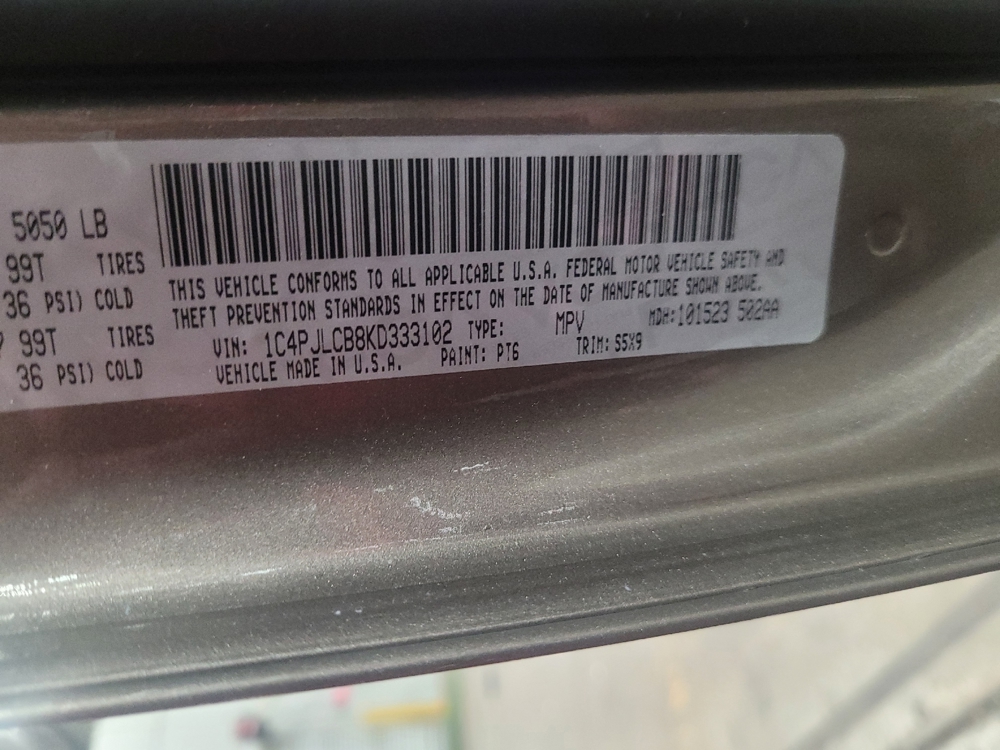 5050 LB
99T TIRES
36 PSI) COLD
99T TIRES
36 PSI) COLD
THIS VEHICLE CONFORMS TO ALL APPLICABLE U.S.A. FEDERAL MOTOR VEHICLE SAFETY AND
THEFT PREVENTION STANDARDS IN EFFECT ON THE DATE OF MANUFACTURE SHOWN ABOVE.
VIN: 1C4PJLCB8KD333102 TYPE: MPV MDH:101523 502AA
VEHICLE MADE IN U.S.A. PAINT: PT6 TRIM: S5X9